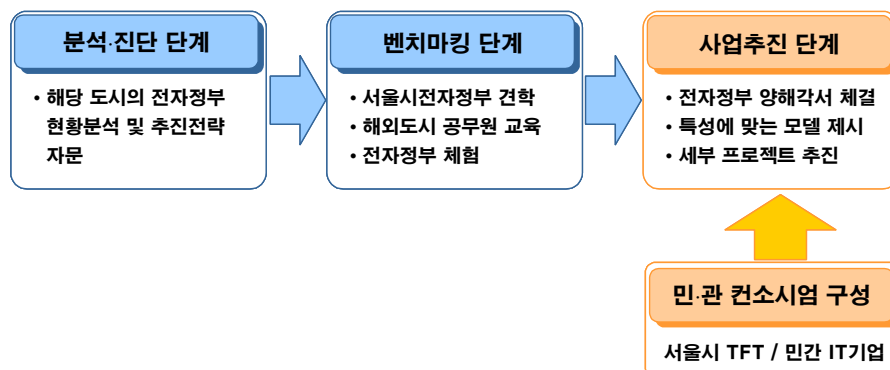 분석·진단 단계
• 해당 도시의 전자정부
현황분석 및 추진전략
자문
벤치마킹 단계
• 서울시전자정부 견학
• 해외도시 공무원 교육
• 전자정부 체험
사업추진 단계
• 전자정부 양해각서 체결
• 특성에 맞는 모델 제시
• 세부 프로젝트 추진
민·관 컨소시엄 구성
서울시 TFT / 민간 IT기업